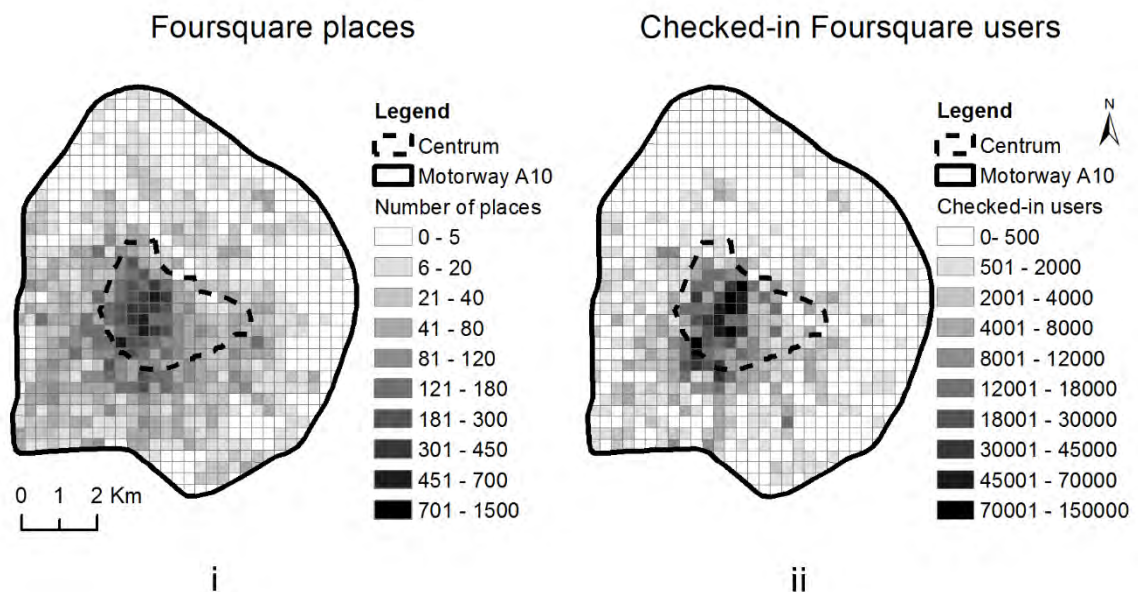 Foursquare places
Checked-in Foursquare users
Legend
Centrum
Motorway A10
Number of places
0 - 5
6 - 20
21 - 40
41 - 80
81 - 120
121 - 180
181 - 300
301 - 450
451 - 700
701 - 1500
0 1 2 Km
i
N
Legend
Centrum
Motorway A10
Checked-in users
0- 500
501 - 2000
2001 - 4000
4001 - 8000
8001 - 12000
12001 - 18000
18001 - 30000
30001 - 45000
45001 - 70000
70001 - 150000
ii